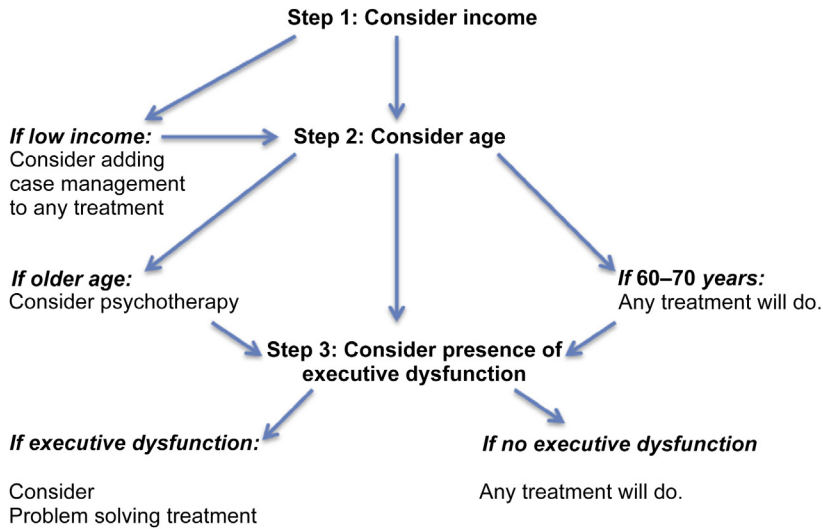 Step 1: Consider income
If low income:
Consider adding
case management
to any treatment
Step 2: Consider age
If older age:
Consider psychotherapy
If 60–70 years:
Any treatment will do.
Step 3: Consider presence of
executive dysfunction
If executive dysfunction:
Consider
Problem solving treatment
If no executive dysfunction
Any treatment will do.